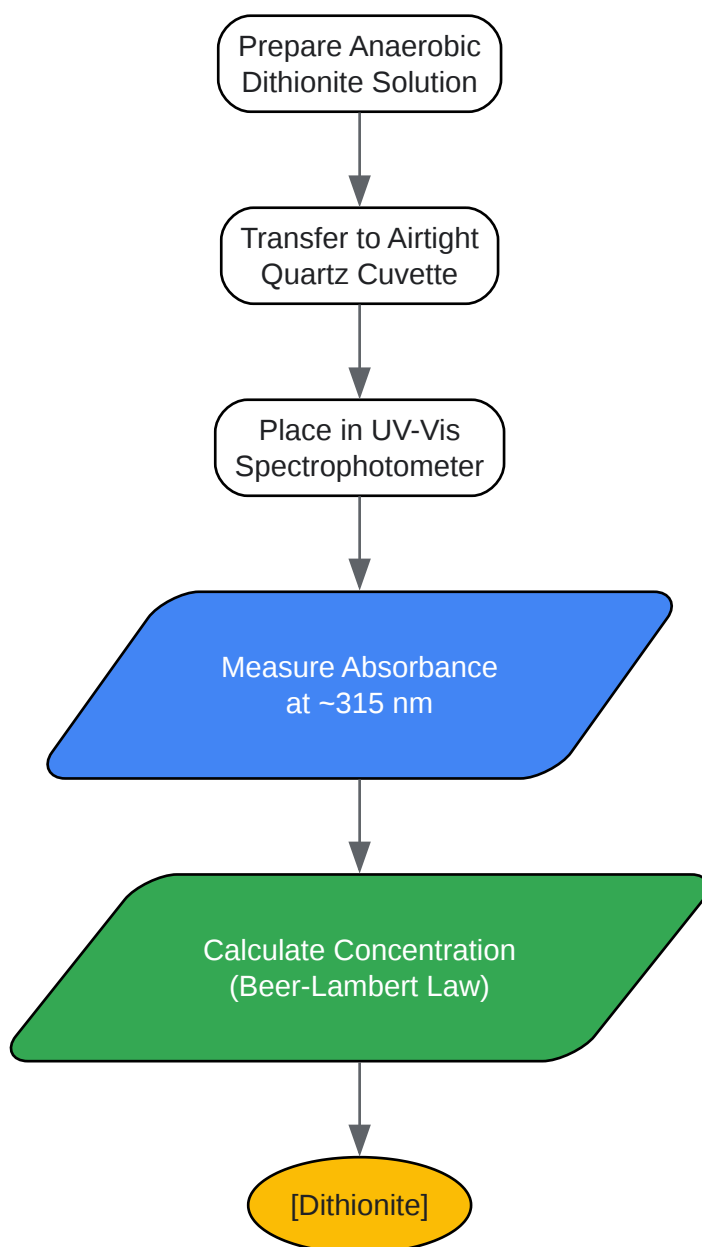 Prepare Anaerobic
Dithionite Solution
Transfer to Airtight
Quartz Cuvette
Place in UV-Vis
Spectrophotometer
Measure Absorbance
at ~315 nm
Calculate Concentration
(Beer-Lambert Law)
[Dithionite]